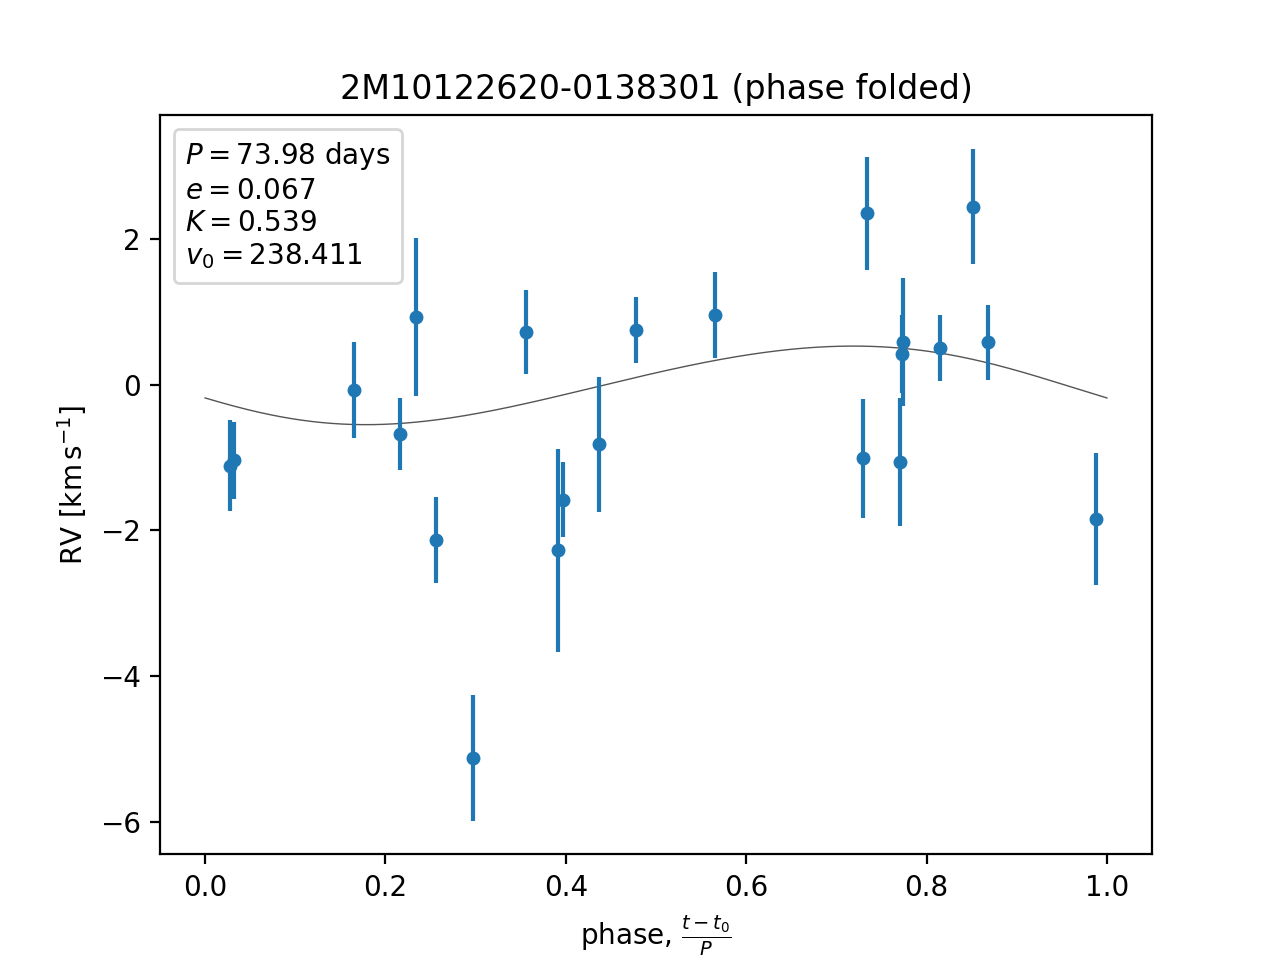 2M10122620-0138301 (phase folded)
P = 73.98 days
e = 0.067
K = 0.539
v₀ = 238.411
2
0
−2
−4
−6
RV [km s⁻¹]
0.0 0.2 0.4 0.6 0.8 1.0
phase, (t − t₀)/P